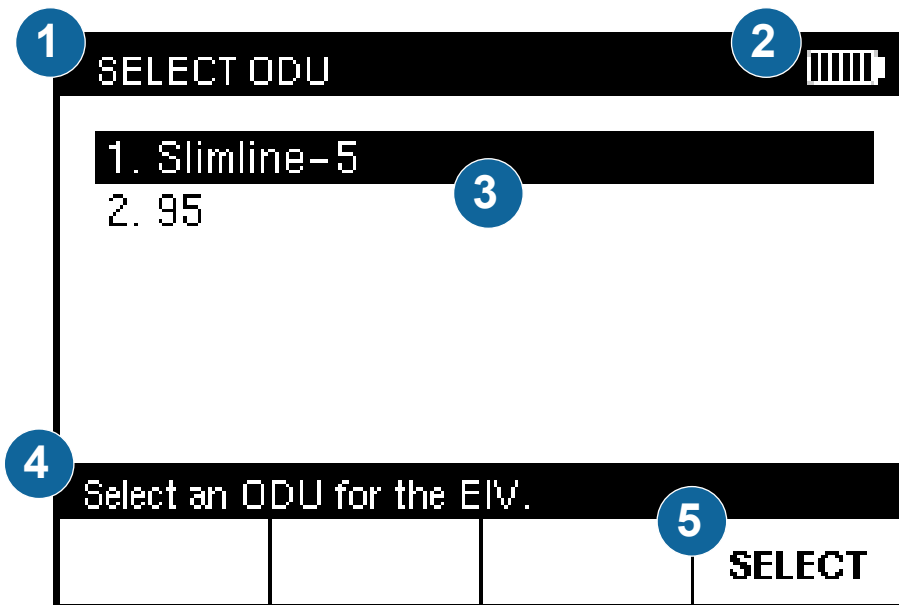 1
SELECT ODU
2
1. Slimline-5
3
2. 95
4
Select an ODU for the EIV.
5
SELECT